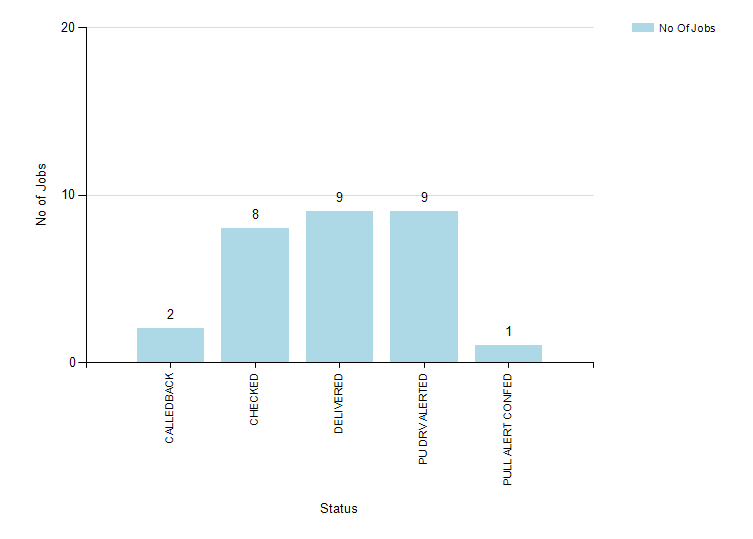 20
No Of Jobs
No of Jobs
10
9
9
8
2
1
0
CALLEDBACK
CHECKED
DELIVERED
PU DRV ALERTED
PULL ALERT CONFED
Status